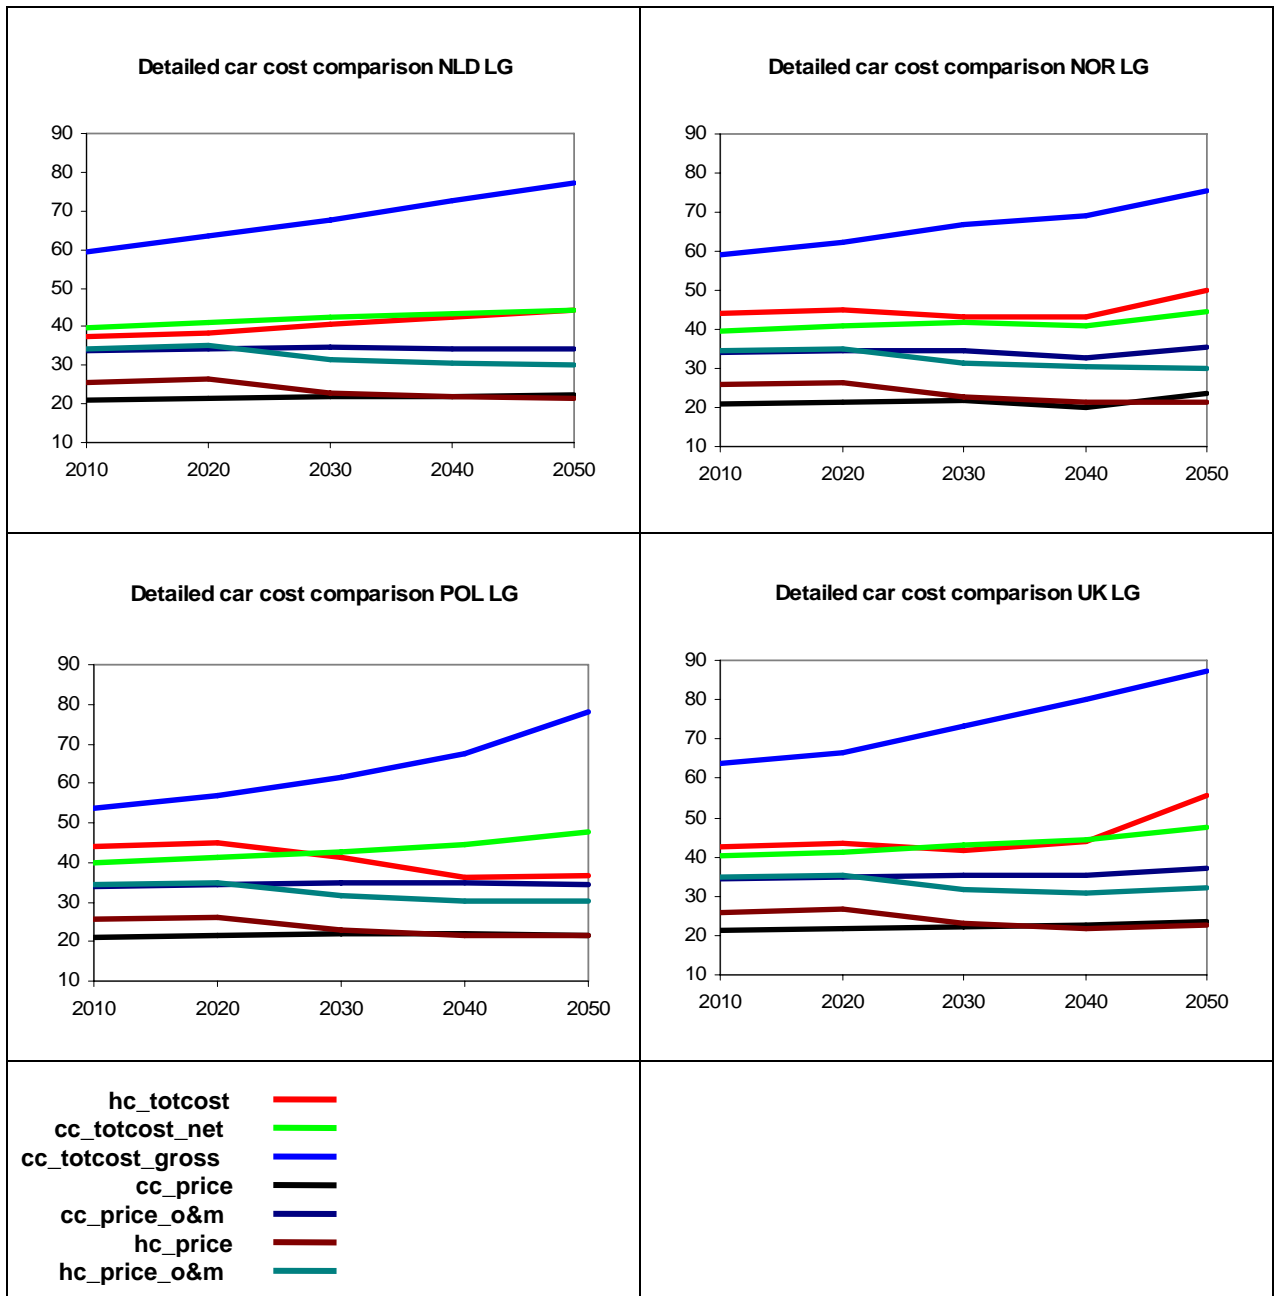 Detailed car cost comparison NLD LG
90
80
70
60
50
40
30
20
10
2010 2020 2030 2040 2050
Detailed car cost comparison NOR LG
90
80
70
60
50
40
30
20
10
2010 2020 2030 2040 2050
Detailed car cost comparison POL LG
90
80
70
60
50
40
30
20
10
2010 2020 2030 2040 2050
Detailed car cost comparison UK LG
90
80
70
60
50
40
30
20
10
2010 2020 2030 2040 2050
hc_totcost
cc_totcost_net
cc_totcost_gross
cc_price
cc_price_o&m
hc_price
hc_price_o&m